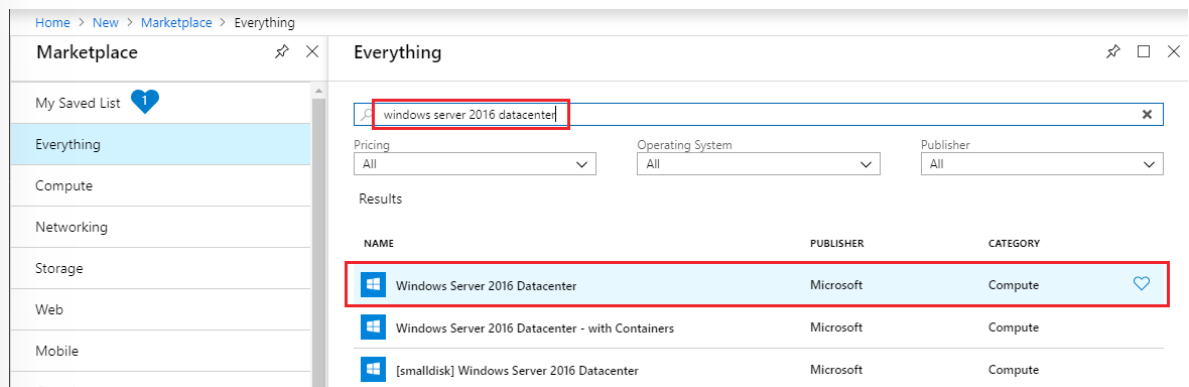 Home > New > Marketplace > Everything
Marketplace
My Saved List 1
Everything
Compute
Networking
Storage
Web
Mobile
Everything
windows server 2016 datacenter
Pricing Operating System Publisher
All All All
Results
NAME PUBLISHER CATEGORY
Windows Server 2016 Datacenter Microsoft Compute
Windows Server 2016 Datacenter - with Containers Microsoft Compute
[smalldisk] Windows Server 2016 Datacenter Microsoft Compute